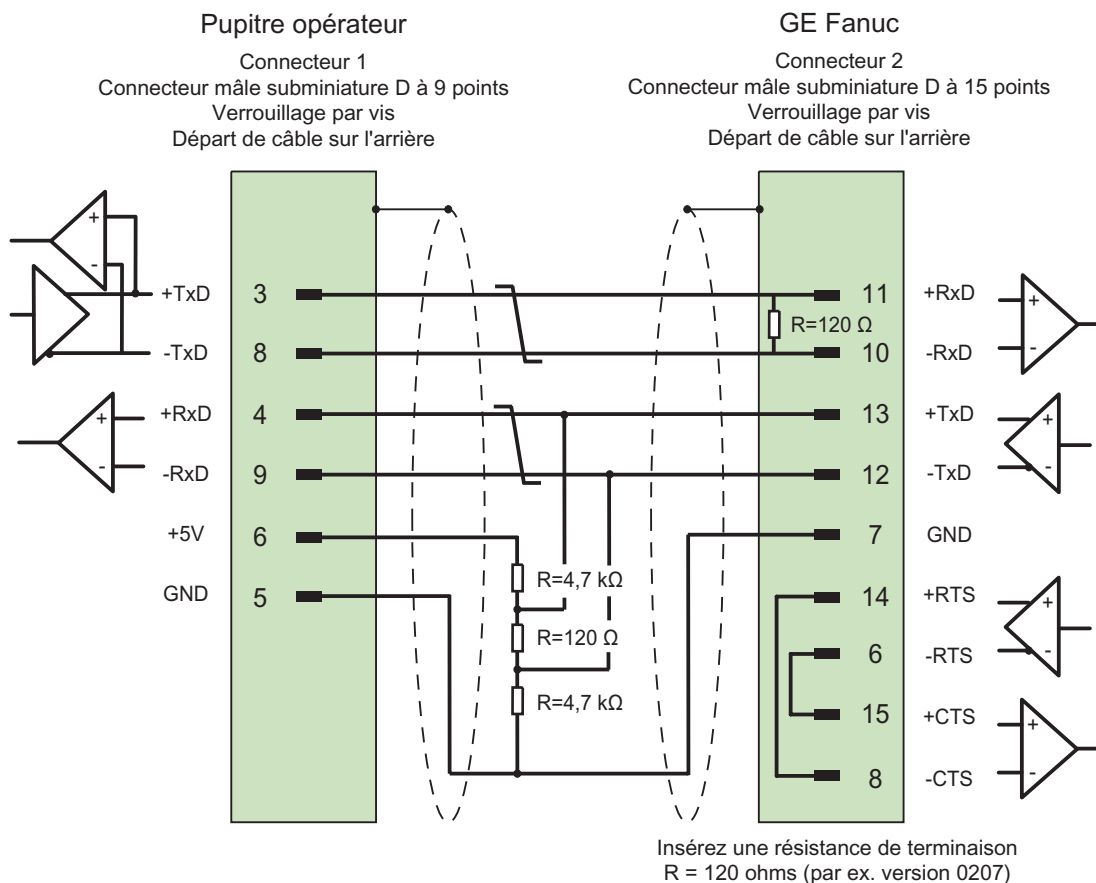 Pupitre opérateur
Connecteur 1
Connecteur mâle subminiature D à 9 points
Verrouillage par vis
Départ de câble sur l'arrière
GE Fanuc
Connecteur 2
Connecteur mâle subminiature D à 15 points
Verrouillage par vis
Départ de câble sur l'arrière
+ 
-
+TxD 3 11 +RxD +
R=120 Ω
-TxD 8 10 -RxD -
+ +RxD 4 13 +TxD +
- -RxD 9 12 -TxD -
+5V 6 7 GND
R=4,7 kΩ
GND 5 14 +RTS +
R=120 Ω
6 -RTS -
R=4,7 kΩ
15 +CTS +
8 -CTS -
Insérez une résistance de terminaison
R = 120 ohms (par ex. version 0207)